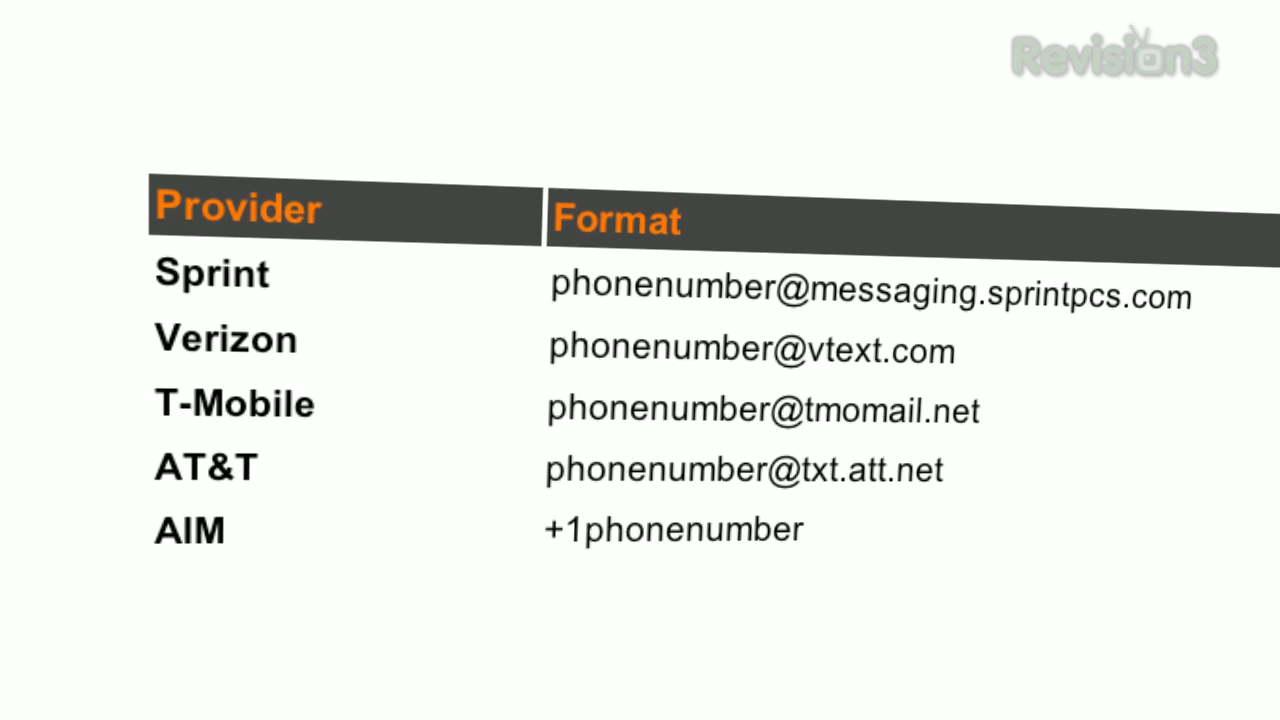 Revision3
Provider Format
Sprint phonenumber@messaging.sprintpcs.com
Verizon phonenumber@vtext.com
T-Mobile phonenumber@tmomail.net
AT&T phonenumber@txt.att.net
AIM +1phonenumber